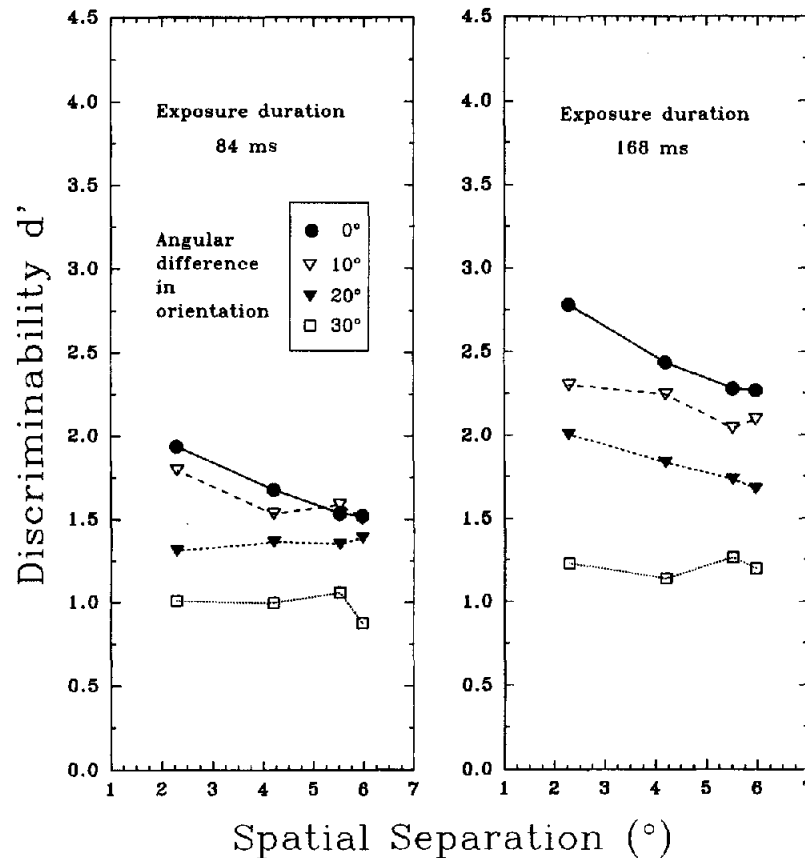 4.5
4.0
3.5
3.0
2.5
2.0
1.5
1.0
0.5
0.0
Discriminability d'
Exposure duration
84 ms
Angular
difference
in
orientation
0°
10°
20°
30°
1 2 3 4 5 6 7
4.5
4.0
3.5
3.0
2.5
2.0
1.5
1.0
0.5
0.0
Exposure duration
168 ms
1 2 3 4 5 6 7
Spatial Separation (°)